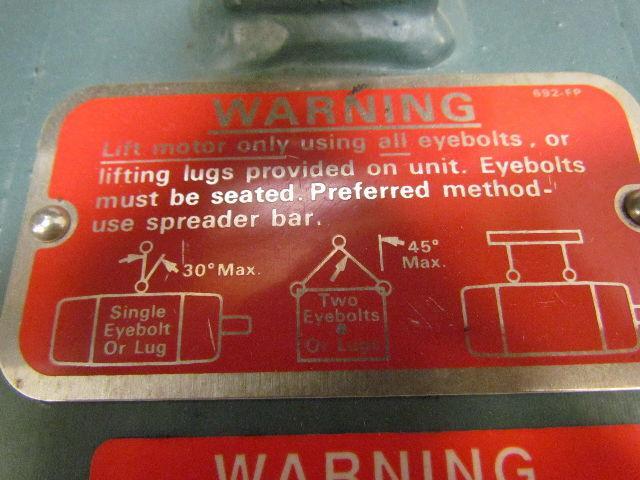 692-FP
WARNING
Lift motor only using all eyebolts, or
lifting lugs provided on unit. Eyebolts
must be seated. Preferred method-
use spreader bar.
30° Max.
45°
Max.
Single
Eyebolt
Or Lug
Two
Eyebolts
&
Or Lugs
WARNING